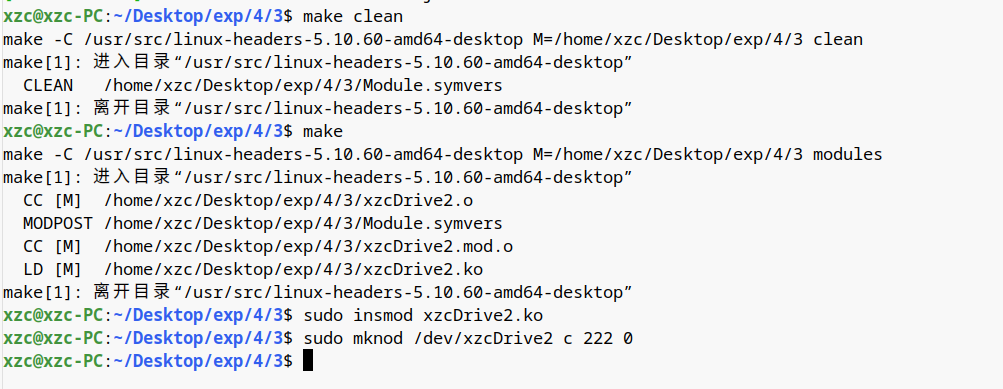 xzc@xzc-PC:~/Desktop/exp/4/3$ make clean
make -C /usr/src/linux-headers-5.10.60-amd64-desktop M=/home/xzc/Desktop/exp/4/3 clean
make[1]: 进入目录“/usr/src/linux-headers-5.10.60-amd64-desktop”
  CLEAN   /home/xzc/Desktop/exp/4/3/Module.symvers
make[1]: 离开目录“/usr/src/linux-headers-5.10.60-amd64-desktop”
xzc@xzc-PC:~/Desktop/exp/4/3$ make
make -C /usr/src/linux-headers-5.10.60-amd64-desktop M=/home/xzc/Desktop/exp/4/3 modules
make[1]: 进入目录“/usr/src/linux-headers-5.10.60-amd64-desktop”
  CC [M]  /home/xzc/Desktop/exp/4/3/xzcDrive2.o
  MODPOST /home/xzc/Desktop/exp/4/3/Module.symvers
  CC [M]  /home/xzc/Desktop/exp/4/3/xzcDrive2.mod.o
  LD [M]  /home/xzc/Desktop/exp/4/3/xzcDrive2.ko
make[1]: 离开目录“/usr/src/linux-headers-5.10.60-amd64-desktop”
xzc@xzc-PC:~/Desktop/exp/4/3$ sudo insmod xzcDrive2.ko
xzc@xzc-PC:~/Desktop/exp/4/3$ sudo mknod /dev/xzcDrive2 c 222 0
xzc@xzc-PC:~/Desktop/exp/4/3$